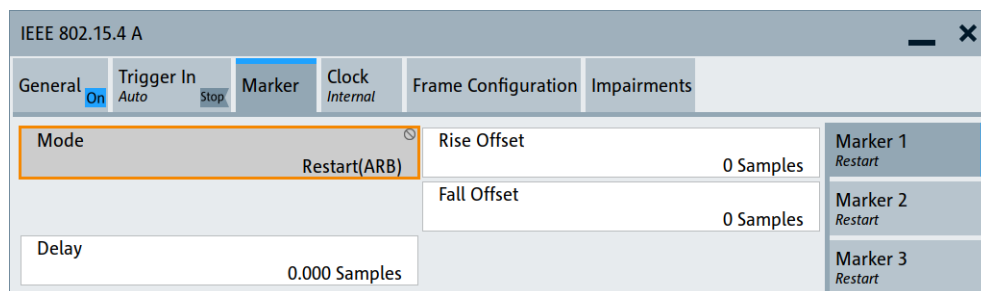 IEEE 802.15.4 A
General On
Trigger In
Auto Stop
Marker
Clock
Internal
Frame Configuration
Impairments
Mode
Restart(ARB)
Rise Offset
0 Samples
Fall Offset
0 Samples
Delay
0.000 Samples
Marker 1
Restart
Marker 2
Restart
Marker 3
Restart